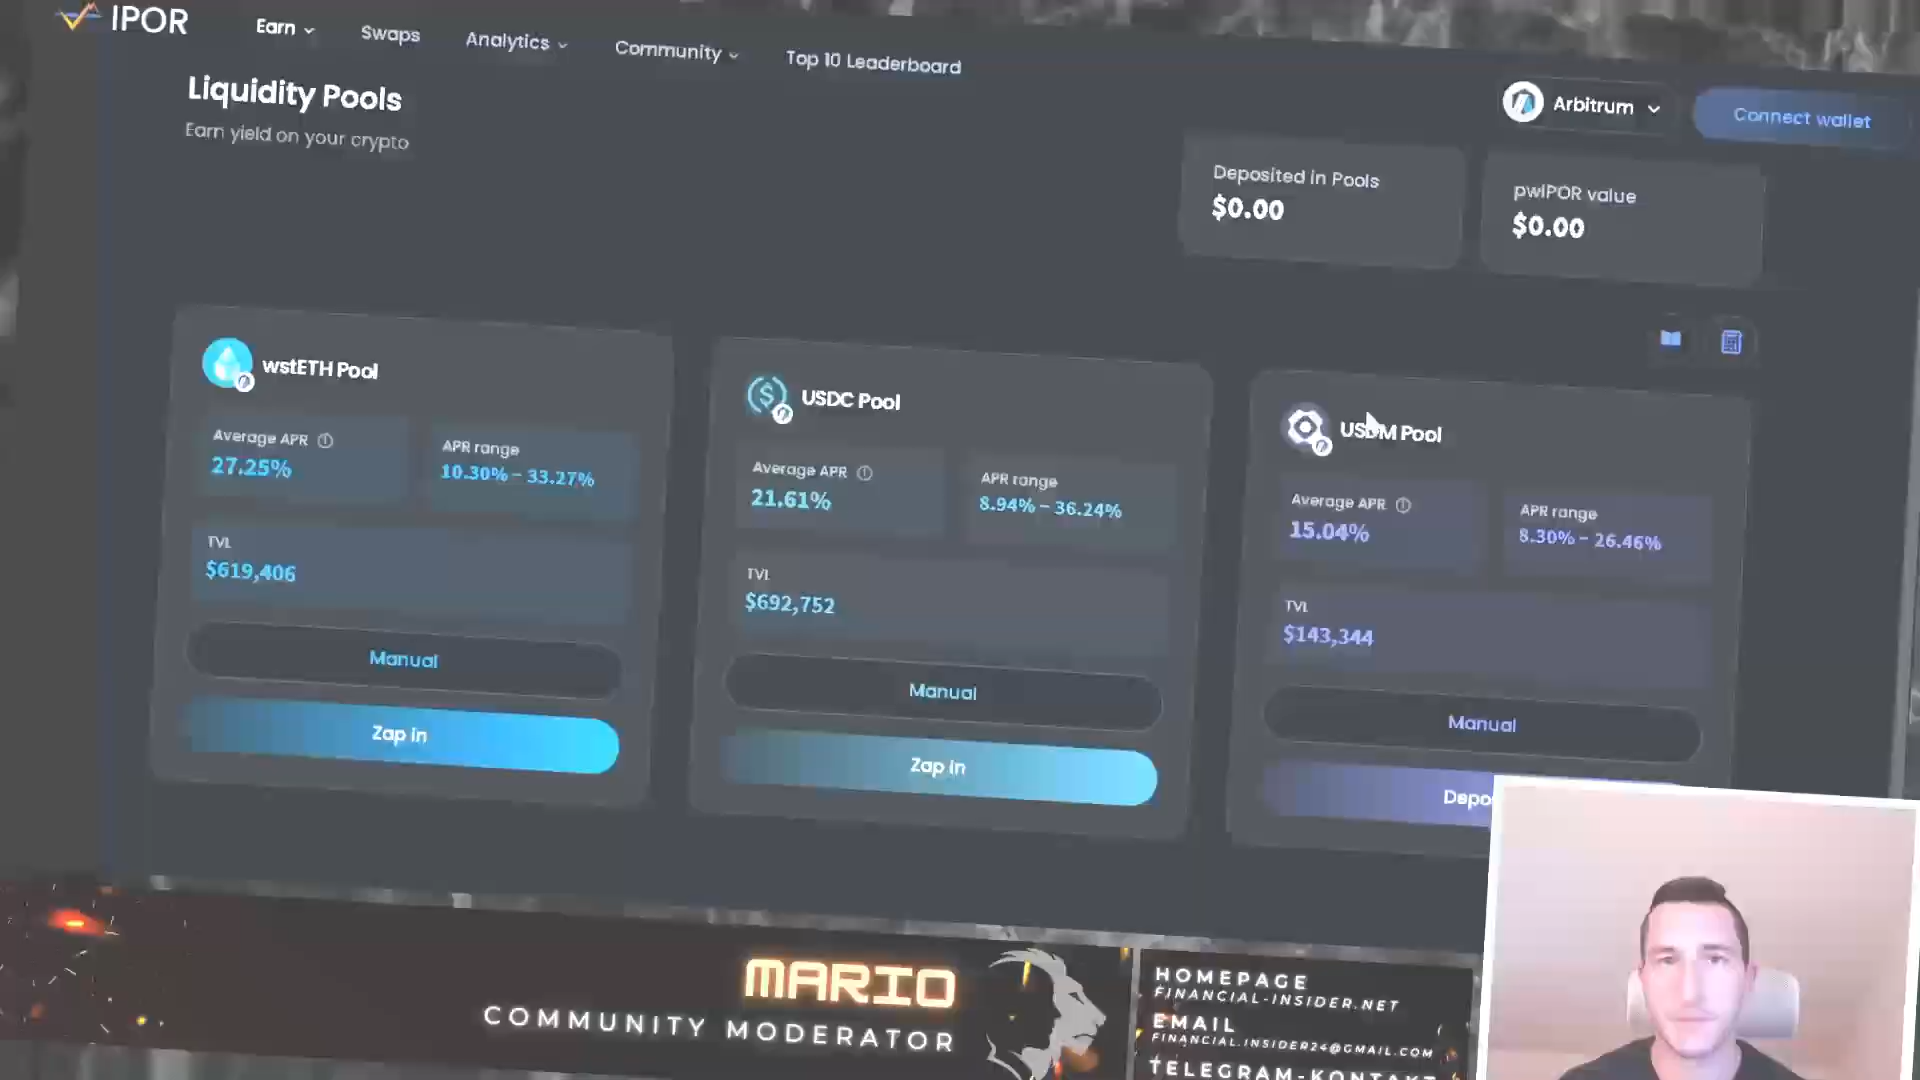 IPOR
Earn
Swaps
Analytics
Community
Top 10 Leaderboard
Arbitrum
Connect wallet
Liquidity Pools
Earn yield on your crypto
Deposited in Pools
$0.00
pwIPOR value
$0.00
wstETH Pool
Average APR
27.25%
APR range
10.30% – 33.27%
TVL
$619,406
Manual
Zap in
USDC Pool
Average APR
21.61%
APR range
8.94% – 36.24%
TVL
$692,752
Manual
Zap in
USDM Pool
Average APR
15.04%
APR range
8.30% – 26.46%
TVL
$143,344
Manual
Depo
MARIO
COMMUNITY MODERATOR
HOMEPAGE
FINANCIAL-INSIDER.NET
EMAIL
FINANCIAL.INSIDER24@GMAIL.COM
TELEGRAM-KONTAKT